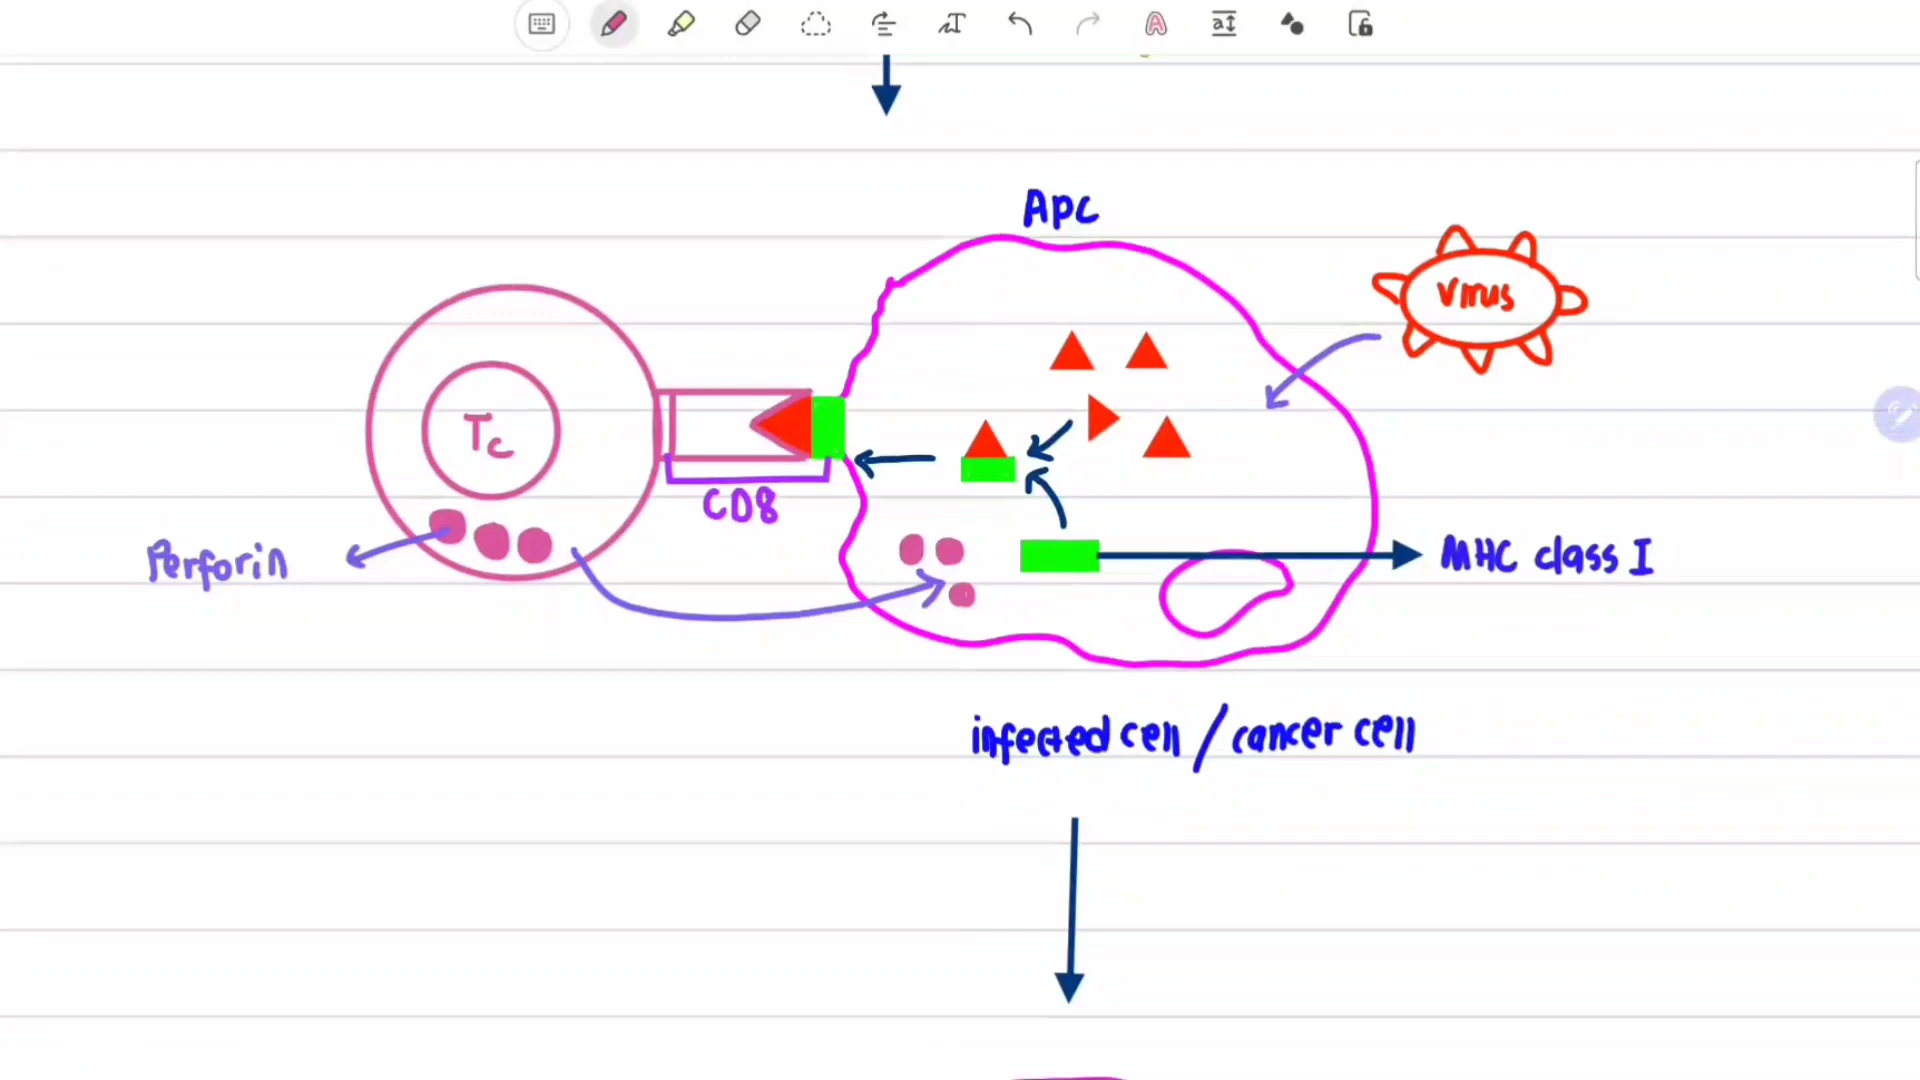 APC
Virus
Tc
CD8
Perforin
MHC class I
infected cell / cancer cell